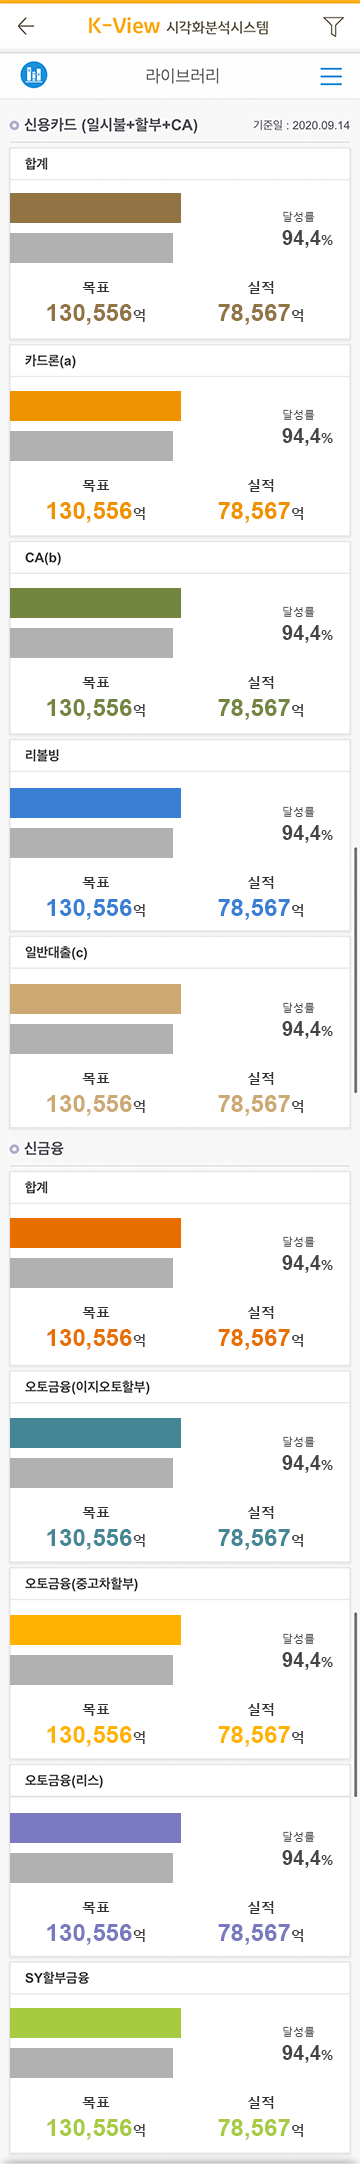 K-View 시각화분석시스템
라이브러리
신용카드 (일시불+할부+CA) 기준일 : 2020.09.14
합계
달성률
94,4%
목표 실적
130,556억 78,567억
카드론(a)
달성률
94,4%
목표 실적
130,556억 78,567억
CA(b)
달성률
94,4%
목표 실적
130,556억 78,567억
리볼빙
달성률
94,4%
목표 실적
130,556억 78,567억
일반대출(c)
달성률
94,4%
목표 실적
130,556억 78,567억
신금융
합계
달성률
94,4%
목표 실적
130,556억 78,567억
오토금융(이지오토할부)
달성률
94,4%
목표 실적
130,556억 78,567억
오토금융(중고차할부)
달성률
94,4%
목표 실적
130,556억 78,567억
오토금융(리스)
달성률
94,4%
목표 실적
130,556억 78,567억
SY할부금융
달성률
94,4%
목표 실적
130,556억 78,567억